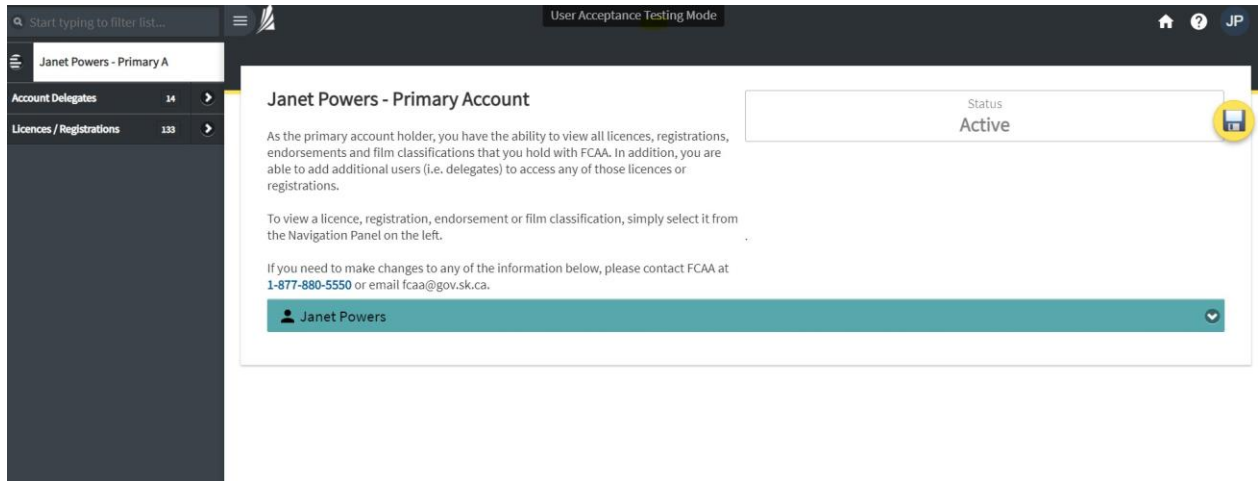 Start typing to filter list...
User Acceptance Testing Mode
JP
Janet Powers - Primary A
Account Delegates 14
Licences / Registrations 133
Janet Powers - Primary Account
As the primary account holder, you have the ability to view all licences, registrations,
endorsements and film classifications that you hold with FCAA. In addition, you are
able to add additional users (i.e. delegates) to access any of those licences or
registrations.
To view a licence, registration, endorsement or film classification, simply select it from
the Navigation Panel on the left.
.
If you need to make changes to any of the information below, please contact FCAA at
1-877-880-5550 or email fcaa@gov.sk.ca.
Status
Active
Janet Powers